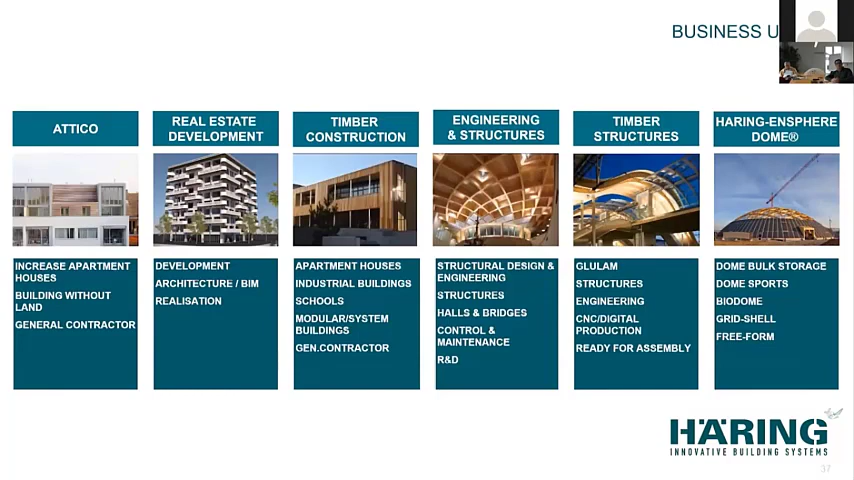 BUSINESS U
ATTICO
REAL ESTATE
DEVELOPMENT
TIMBER
CONSTRUCTION
ENGINEERING
& STRUCTURES
TIMBER
STRUCTURES
HARING-ENSPHERE
DOME®
INCREASE APARTMENT
HOUSES
BUILDING WITHOUT
LAND
GENERAL CONTRACTOR
DEVELOPMENT
ARCHITECTURE / BIM
REALISATION
APARTMENT HOUSES
INDUSTRIAL BUILDINGS
SCHOOLS
MODULAR/SYSTEM
BUILDINGS
GEN.CONTRACTOR
STRUCTURAL DESIGN &
ENGINEERING
STRUCTURES
HALLS & BRIDGES
CONTROL &
MAINTENANCE
R&D
GLULAM
STRUCTURES
ENGINEERING
CNC/DIGITAL
PRODUCTION
READY FOR ASSEMBLY
DOME BULK STORAGE
DOME SPORTS
BIODOME
GRID-SHELL
FREE-FORM
HÄRING
INNOVATIVE BUILDING SYSTEMS
37